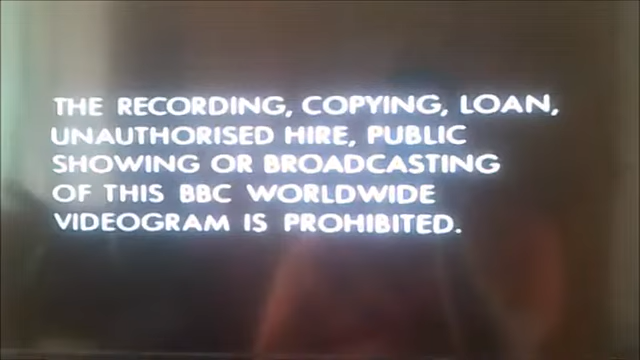 THE RECORDING, COPYING, LOAN,
UNAUTHORISED HIRE, PUBLIC
SHOWING OR BROADCASTING
OF THIS BBC WORLDWIDE
VIDEOGRAM IS PROHIBITED.